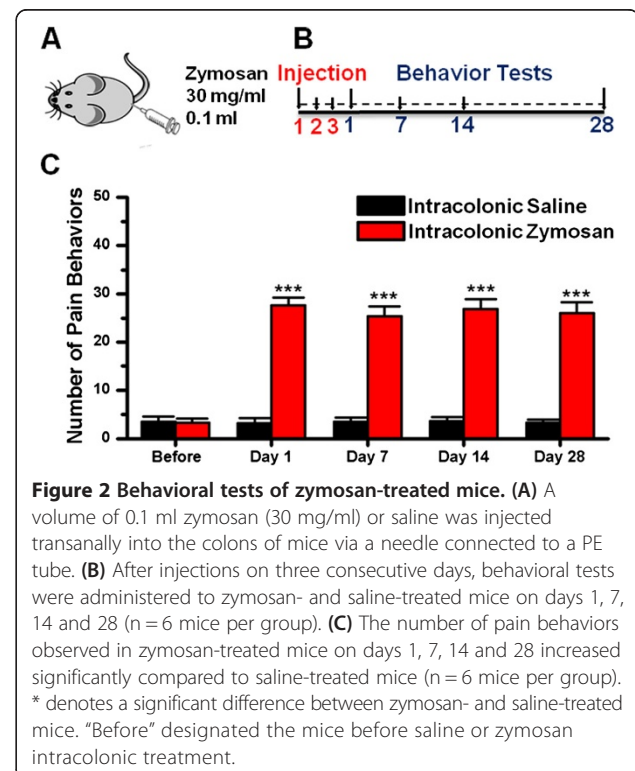 A
Zymosan
30 mg/ml
0.1 ml
B
Injection Behavior Tests
1 2 3 1 7 14 28
C
Number of Pain Behaviors
50
40
30
20
10
0
Intracolonic Saline
Intracolonic Zymosan
*** *** *** ***
Before Day 1 Day 7 Day 14 Day 28
Figure 2 Behavioral tests of zymosan-treated mice. (A) A
volume of 0.1 ml zymosan (30 mg/ml) or saline was injected
transanally into the colons of mice via a needle connected to a PE
tube. (B) After injections on three consecutive days, behavioral tests
were administered to zymosan- and saline-treated mice on days 1, 7,
14 and 28 (n = 6 mice per group). (C) The number of pain behaviors
observed in zymosan-treated mice on days 1, 7, 14 and 28 increased
significantly compared to saline-treated mice (n = 6 mice per group).
* denotes a significant difference between zymosan- and saline-treated
mice. “Before” designated the mice before saline or zymosan
intracolonic treatment.